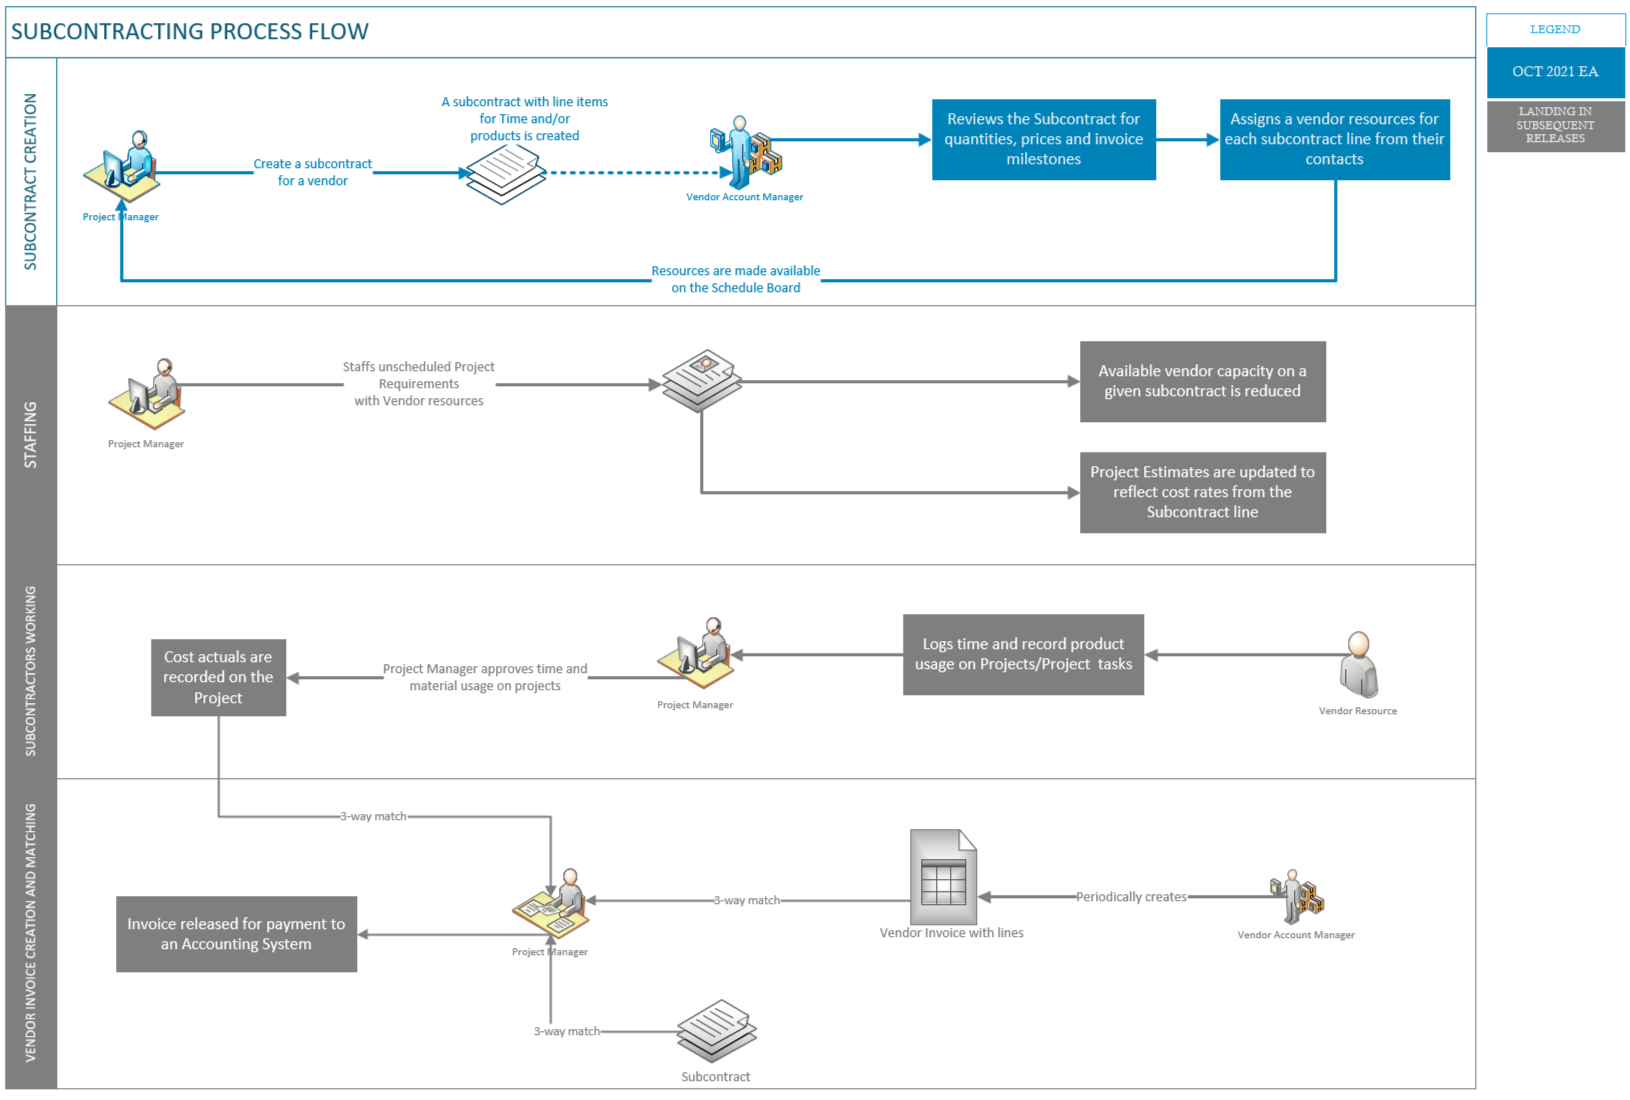 SUBCONTRACTING PROCESS FLOW
LEGEND
OCT 2021 EA
LANDING IN
SUBSEQUENT
RELEASES
SUBCONTRACT CREATION
Project Manager
Create a subcontract
for a vendor
A subcontract with line items
for Time and/or
products is created
Vendor Account Manager
Reviews the Subcontract for
quantities, prices and invoice
milestones
Assigns a vendor resources for
each subcontract line from their
contacts
Resources are made available
on the Schedule Board
STAFFING
Project Manager
Staffs unscheduled Project
Requirements
with Vendor resources
Available vendor capacity on a
given subcontract is reduced
Project Estimates are updated to
reflect cost rates from the
Subcontract line
SUBCONTRACTORS WORKING
Cost actuals are
recorded on the
Project
Project Manager approves time and
material usage on projects
Project Manager
Logs time and record product
usage on Projects/Project tasks
Vendor Resource
VENDOR INVOICE CREATION AND MATCHING
3-way match
Invoice released for payment to
an Accounting System
Project Manager
3-way match
Vendor Invoice with lines
Periodically creates
Vendor Account Manager
3-way match
Subcontract